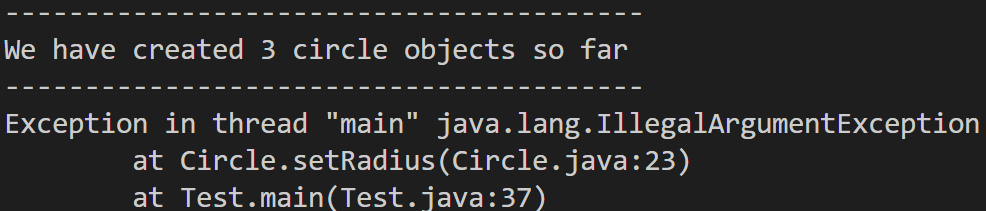 ----------------------------------------
We have created 3 circle objects so far
----------------------------------------
Exception in thread "main" java.lang.IllegalArgumentException
        at Circle.setRadius(Circle.java:23)
        at Test.main(Test.java:37)